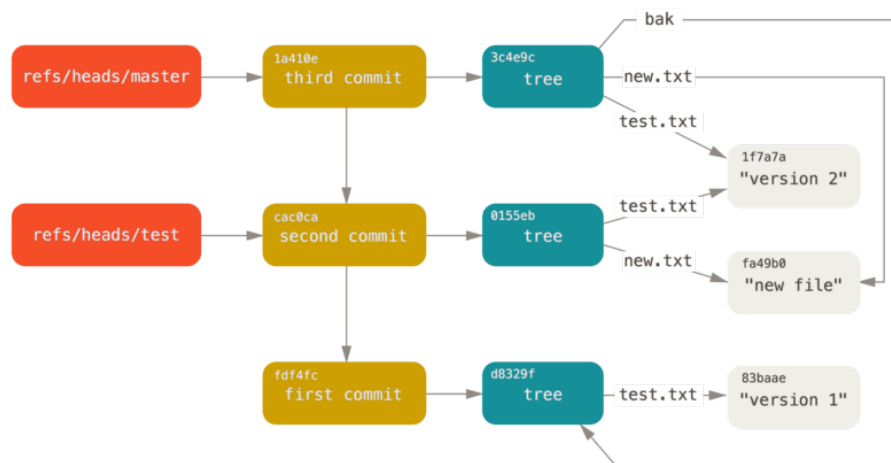 bak
1a410e
3c4e9c
refs/heads/master
third commit
tree
new.txt
test.txt
1f7a7a
"version 2"
cac0ca
0155eb
test.txt
refs/heads/test
second commit
tree
new.txt
fa49b0
"new file"
fdf4fc
d8329f
83baae
first commit
tree
test.txt
"version 1"